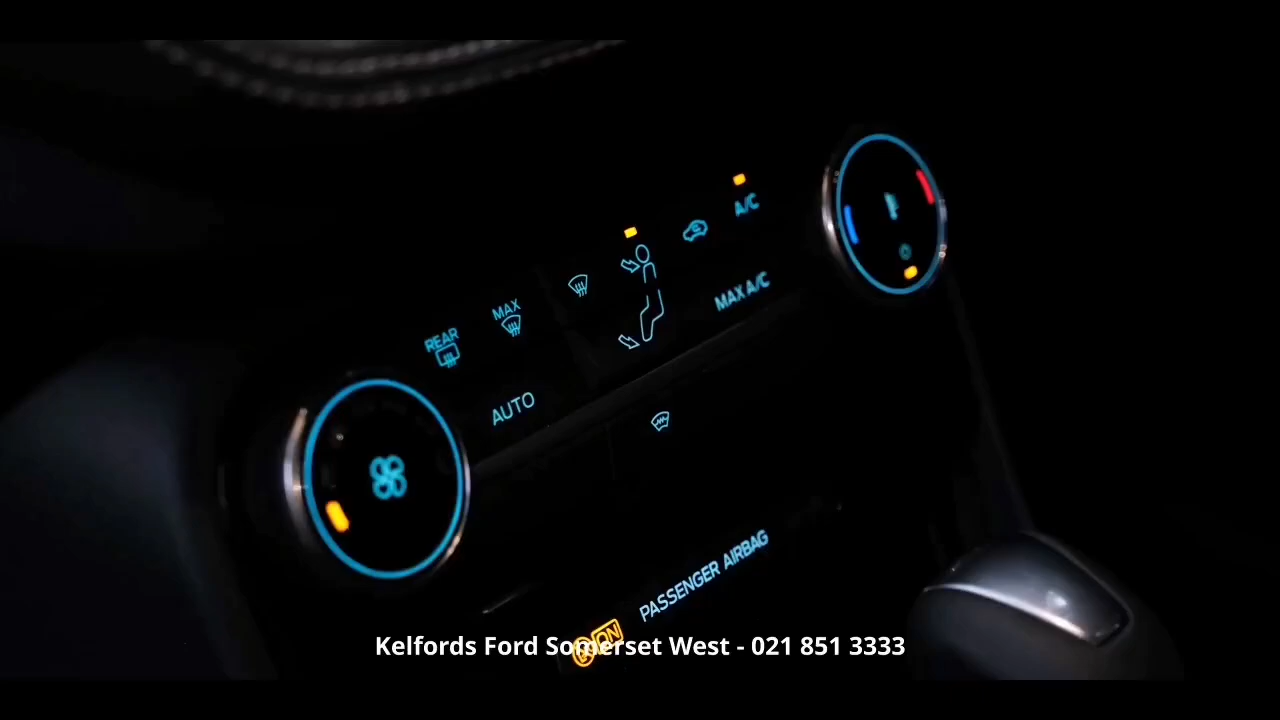 A/C
MAX A/C
MAX
REAR
AUTO
PASSENGER AIRBAG
ON
Kelfords Ford Somerset West - 021 851 3333